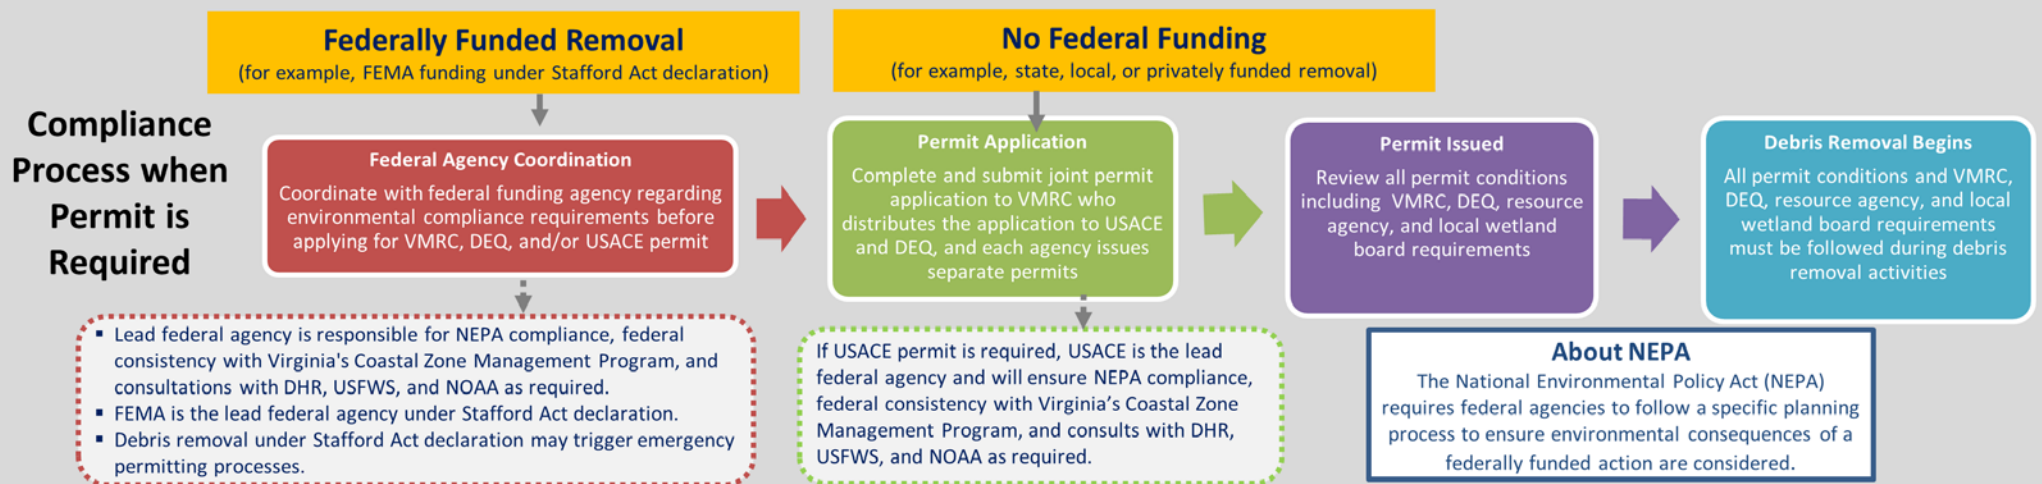 Compliance
Process when
Permit is
Required
Federally Funded Removal
(for example, FEMA funding under Stafford Act declaration)
No Federal Funding
(for example, state, local, or privately funded removal)
Federal Agency Coordination
Coordinate with federal funding agency regarding
environmental compliance requirements before
applying for VMRC, DEQ, and/or USACE permit
Permit Application
Complete and submit joint permit
application to VMRC who
distributes the application to USACE
and DEQ, and each agency issues
separate permits
Permit Issued
Review all permit conditions
including VMRC, DEQ, resource
agency, and local wetland
board requirements
Debris Removal Begins
All permit conditions and VMRC,
DEQ, resource agency, and local
wetland board requirements
must be followed during debris
removal activities
▪ Lead federal agency is responsible for NEPA compliance, federal
consistency with Virginia's Coastal Zone Management Program, and
consultations with DHR, USFWS, and NOAA as required.
▪ FEMA is the lead federal agency under Stafford Act declaration.
▪ Debris removal under Stafford Act declaration may trigger emergency
permitting processes.
If USACE permit is required, USACE is the lead
federal agency and will ensure NEPA compliance,
federal consistency with Virginia’s Coastal Zone
Management Program, and consults with DHR,
USFWS, and NOAA as required.
About NEPA
The National Environmental Policy Act (NEPA)
requires federal agencies to follow a specific planning
process to ensure environmental consequences of a
federally funded action are considered.